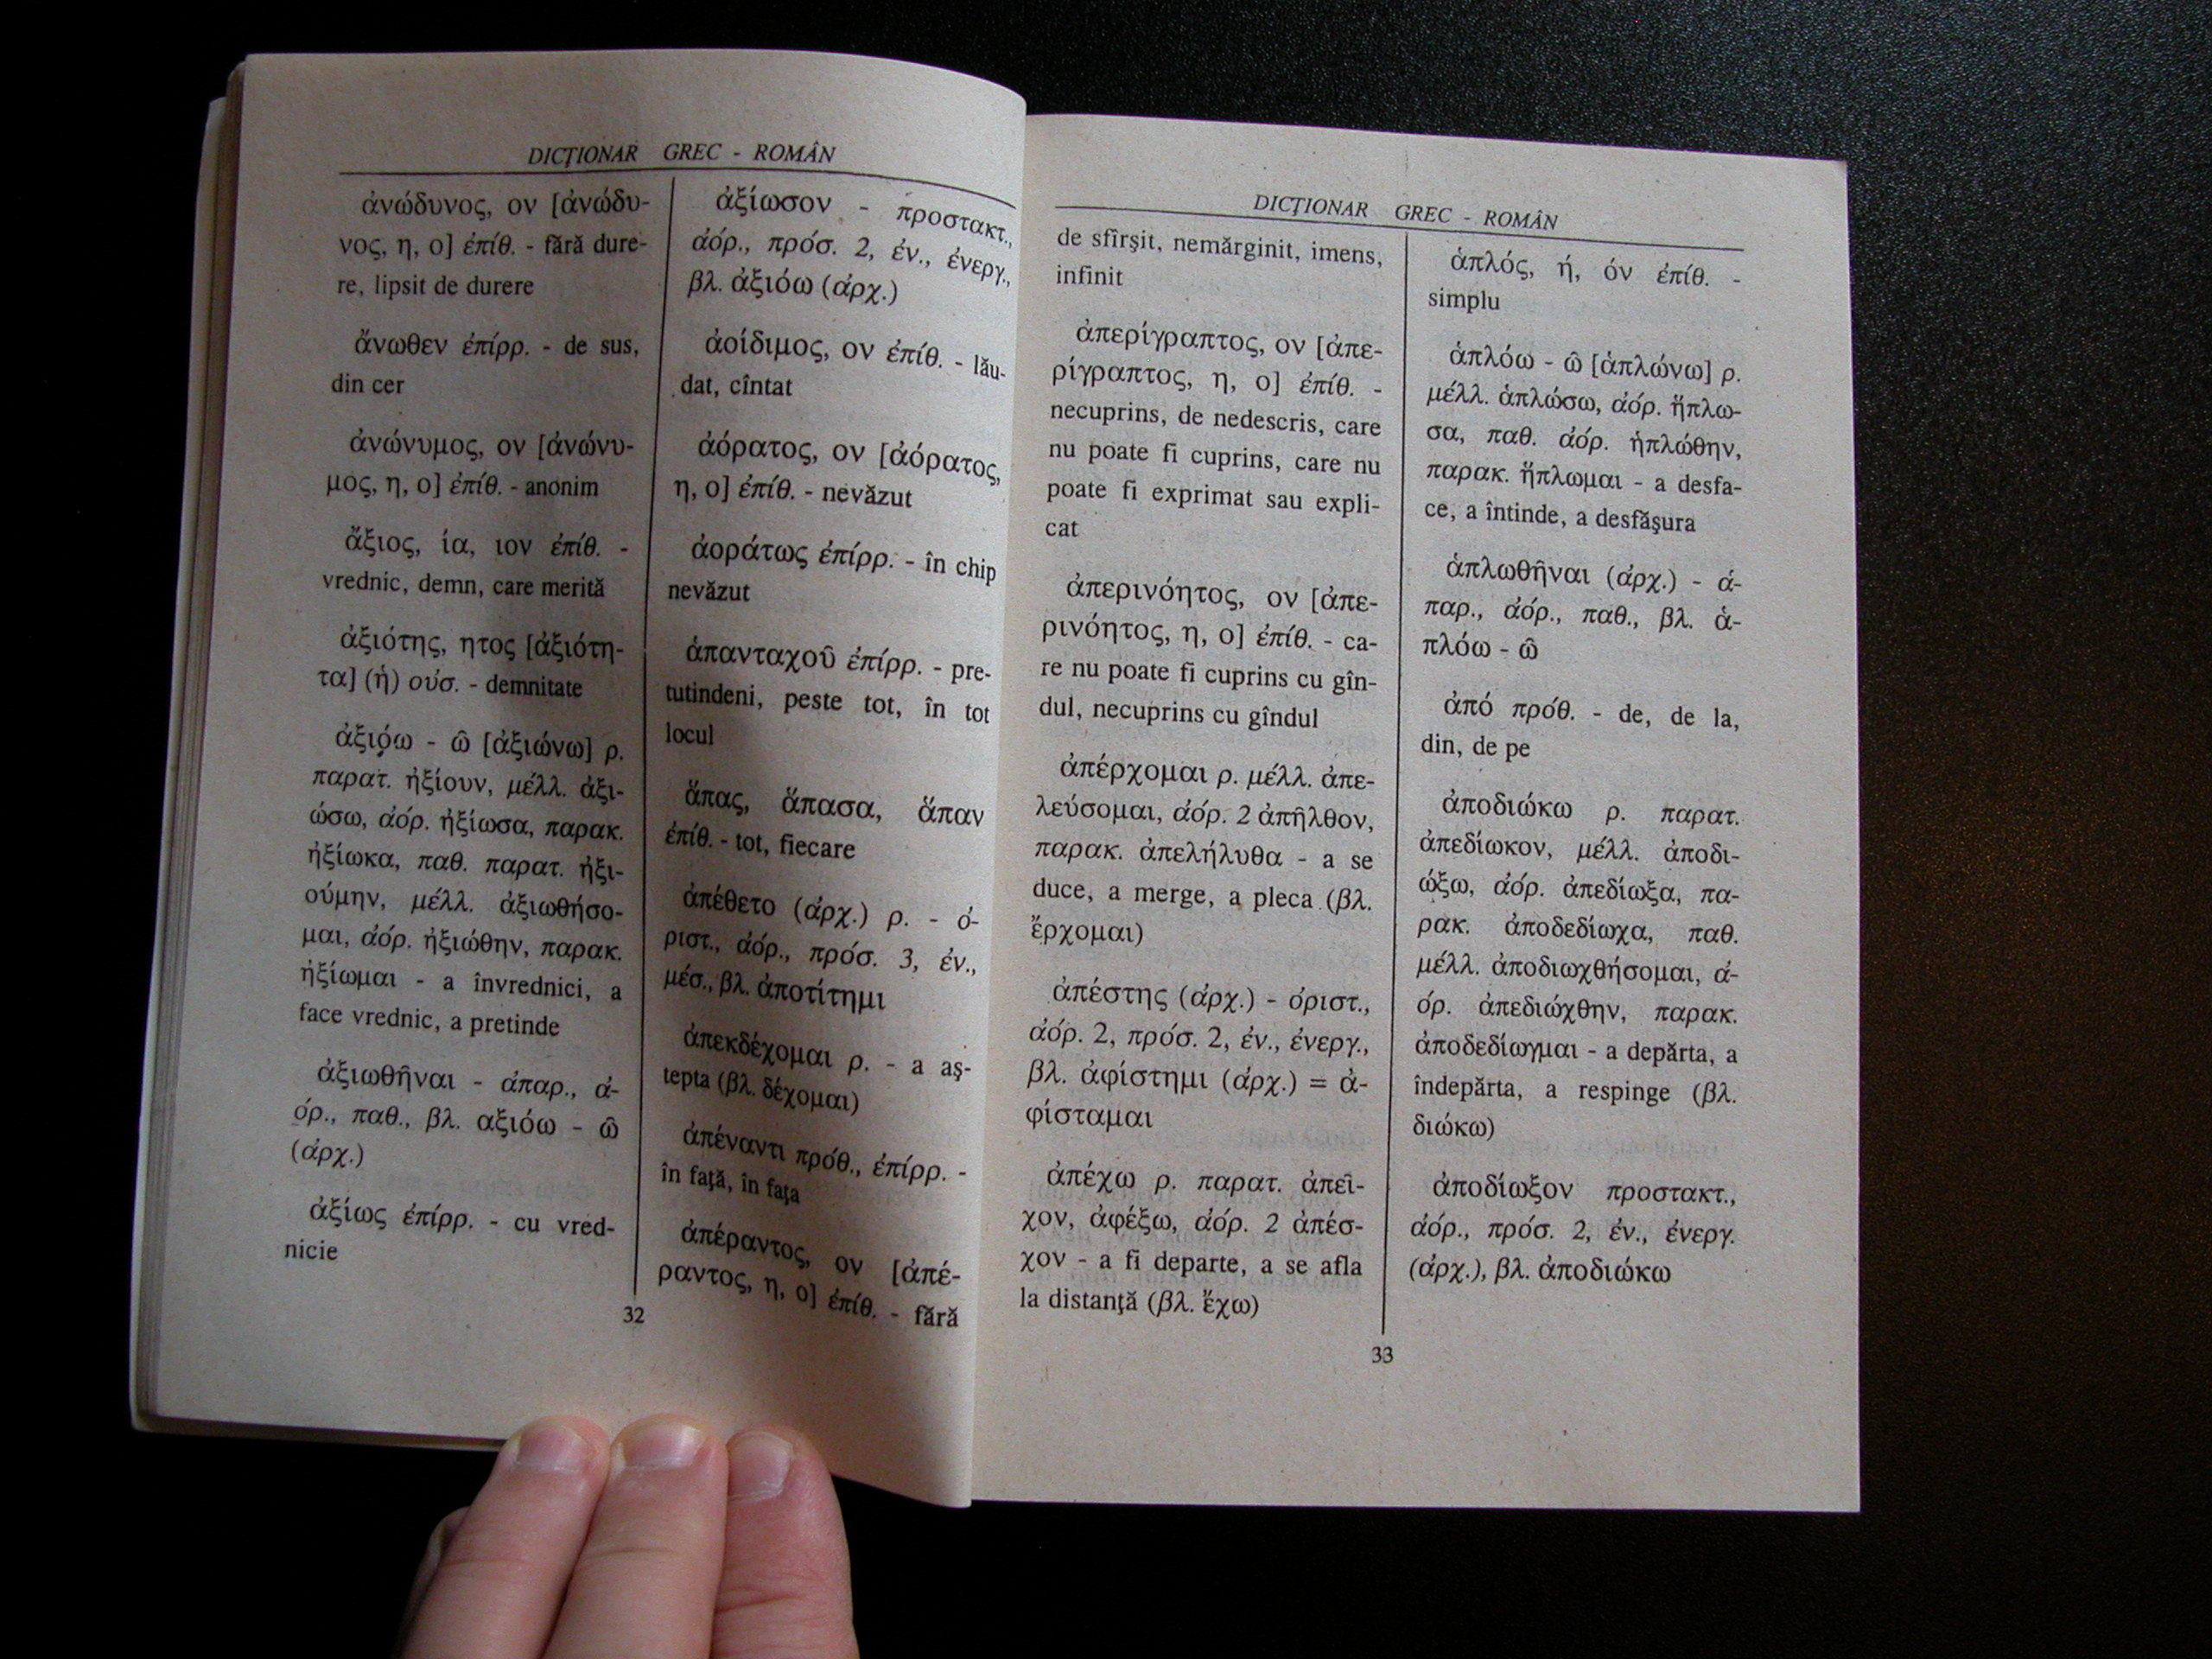 DICŢIONAR GREC - ROMÂN
ἀνώδυνος, ον [ἀνώδυ-
νος, η, ο] ἐπίθ. - fără dure-
re, lipsit de durere
ἄνωθεν ἐπίρρ. - de sus,
din cer
ἀνώνυμος, ον [ἀνώνυ-
μος, η, ο] ἐπίθ. - anonim
ἄξιος, ία, ιον ἐπίθ. -
vrednic, demn, care merită
ἀξιότης, ητος [ἀξιότη-
τα] (ἡ) οὐσ. - demnitate
ἀξιόω - ῶ [ἀξιώνω] ρ.
παρατ. ἠξίουν, μέλλ. ἀξι-
ώσω, ἀόρ. ἠξίωσα, παρακ.
ἠξίωκα, παθ. παρατ. ἠξι-
ούμην, μέλλ. ἀξιωθήσο-
μαι, ἀόρ. ἠξιώθην, παρακ.
ἠξίωμαι - a învrednici, a
face vrednic, a pretinde
ἀξιωθῆναι - ἀπαρ., ἀ-
όρ., παθ., βλ. αξιόω - ῶ
(ἀρχ.)
ἀξίως ἐπίρρ. - cu vred-
nicie
ἀξίωσον - προστακτ.,
ἀόρ., πρόσ. 2, ἐν., ἐνεργ.,
βλ. ἀξιόω (ἀρχ.)
ἀοίδιμος, ον ἐπίθ. - lău-
dat, cîntat
ἀόρατος, ον [ἀόρατος,
η, ο] ἐπίθ. - nevăzut
ἀοράτως ἐπίρρ. - în chip
nevăzut
ἁπανταχοῦ ἐπίρρ. - pre-
tutindeni, peste tot, în tot
locul
ἅπας, ἅπασα, ἅπαν
ἐπίθ. - tot, fiecare
ἀπέθετο (ἀρχ.) ρ. - ὁ-
ριστ., ἀόρ., πρόσ. 3, ἐν.,
μέσ., βλ. ἀποτίτημι
ἀπεκδέχομαι ρ. - a aş-
tepta (βλ. δέχομαι)
ἀπέναντι πρόθ., ἐπίρρ. -
în faţă, în faţa
ἀπέραντος, ον [ἀπέ-
ραντος, η, ο] ἐπίθ. - fără
32
DICŢIONAR GREC - ROMÂN
de sfîrşit, nemărginit, imens,
infinit
ἀπερίγραπτος, ον [ἀπε-
ρίγραπτος, η, ο] ἐπίθ. -
necuprins, de nedescris, care
nu poate fi cuprins, care nu
poate fi exprimat sau expli-
cat
ἀπερινόητος, ον [ἀπε-
ρινόητος, η, ο] ἐπίθ. - ca-
re nu poate fi cuprins cu gîn-
dul, necuprins cu gîndul
ἀπέρχομαι ρ. μέλλ. ἀπε-
λεύσομαι, ἀόρ. 2 ἀπῆλθον,
παρακ. ἀπελήλυθα - a se
duce, a merge, a pleca (βλ.
ἔρχομαι)
ἀπέστης (ἀρχ.) - ὁριστ.,
ἀόρ. 2, πρόσ. 2, ἐν., ἐνεργ.,
βλ. ἀφίστημι (ἀρχ.) = ἀ-
φίσταμαι
ἀπέχω ρ. παρατ. ἀπεῖ-
χον, ἀφέξω, ἀόρ. 2 ἀπέσ-
χον - a fi departe, a se afla
la distanţă (βλ. ἔχω)
ἁπλός, ή, όν ἐπίθ. -
simplu
ἁπλόω - ῶ [ἁπλώνω] ρ.
μέλλ. ἁπλώσω, ἀόρ. ἥπλω-
σα, παθ. ἀόρ. ἡπλώθην,
παρακ. ἥπλωμαι - a desfa-
ce, a întinde, a desfăşura
ἁπλωθῆναι (ἀρχ.) - ἀ-
παρ., ἀόρ., παθ., βλ. ἁ-
πλόω - ῶ
ἀπό πρόθ. - de, de la,
din, de pe
ἀποδιώκω ρ. παρατ.
ἀπεδίωκον, μέλλ. ἀποδι-
ώξω, ἀόρ. ἀπεδίωξα, πα-
ρακ. ἀποδεδίωχα, παθ.
μέλλ. ἀποδιωχθήσομαι, ἀ-
όρ. ἀπεδιώχθην, παρακ.
ἀποδεδίωγμαι - a depărta, a
îndepărta, a respinge (βλ.
διώκω)
ἀποδίωξον προστακτ.,
ἀόρ., πρόσ. 2, ἐν., ἐνεργ.
(ἀρχ.), βλ. ἀποδιώκω
33